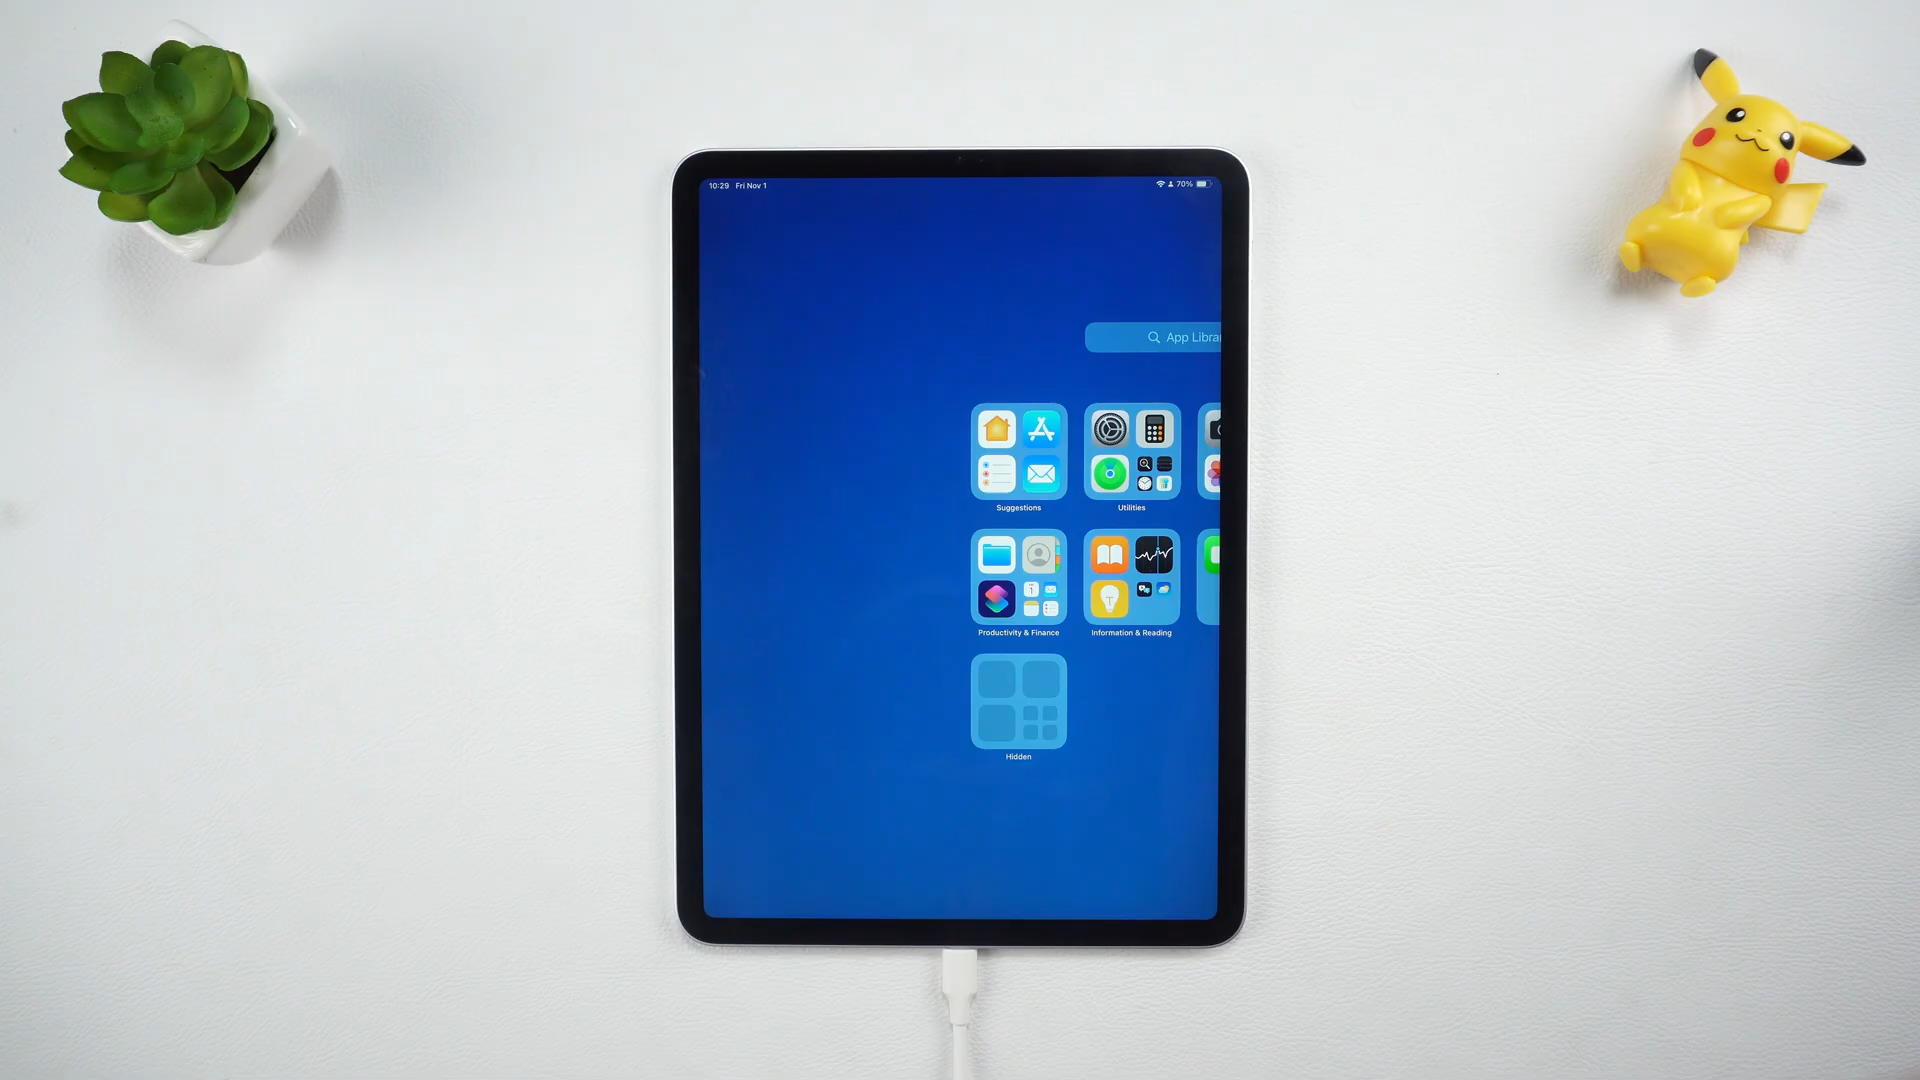 10:29 Fri Nov 1
70%
App Libra
Suggestions
Utilities
Productivity & Finance
Information & Reading
Hidden